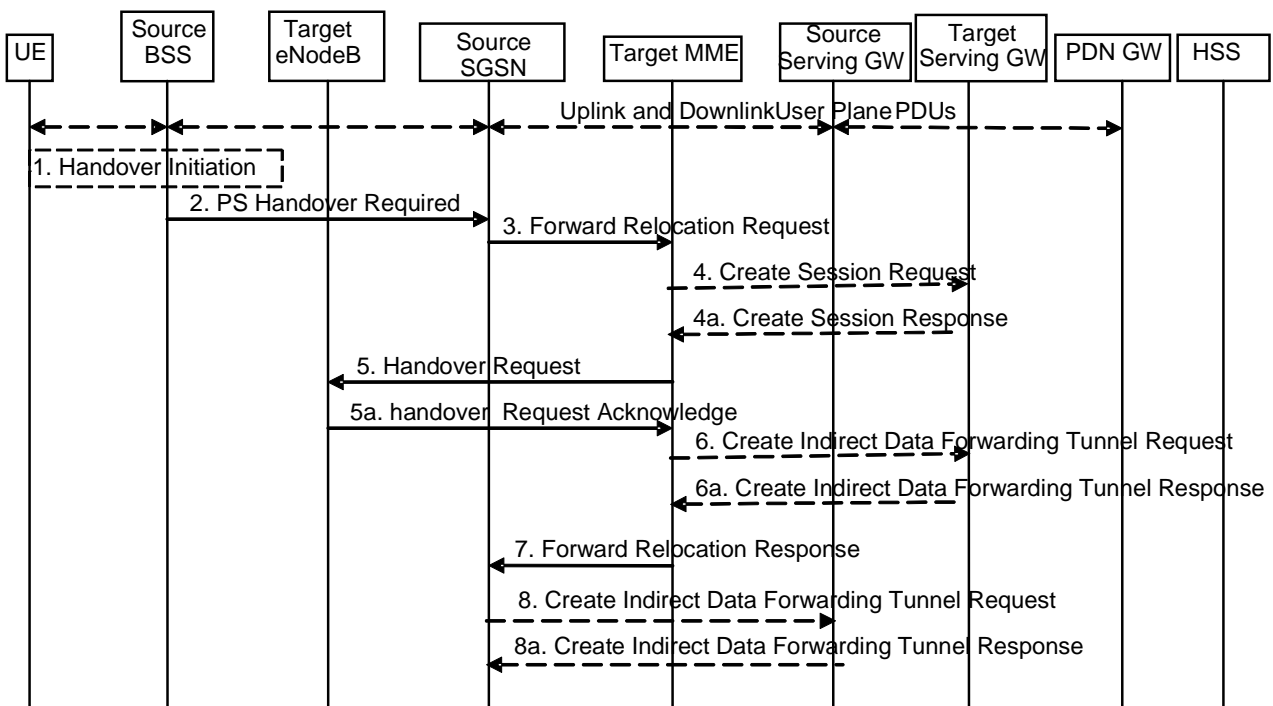 UE
Source
BSS
Target
eNodeB
Source
SGSN
Target MME
Source
Serving GW
Target
Serving GW
PDN GW
HSS
Uplink and DownlinkUser PlanePDUs
1. Handover Initiation
2. PS Handover Required
3. Forward Relocation Request
4. Create Session Request
4a. Create Session Response
5. Handover Request
5a. handover Request Acknowledge
6. Create Indirect Data Forwarding Tunnel Request
6a. Create Indirect Data Forwarding Tunnel Response
7. Forward Relocation Response
8. Create Indirect Data Forwarding Tunnel Request
8a. Create Indirect Data Forwarding Tunnel Response